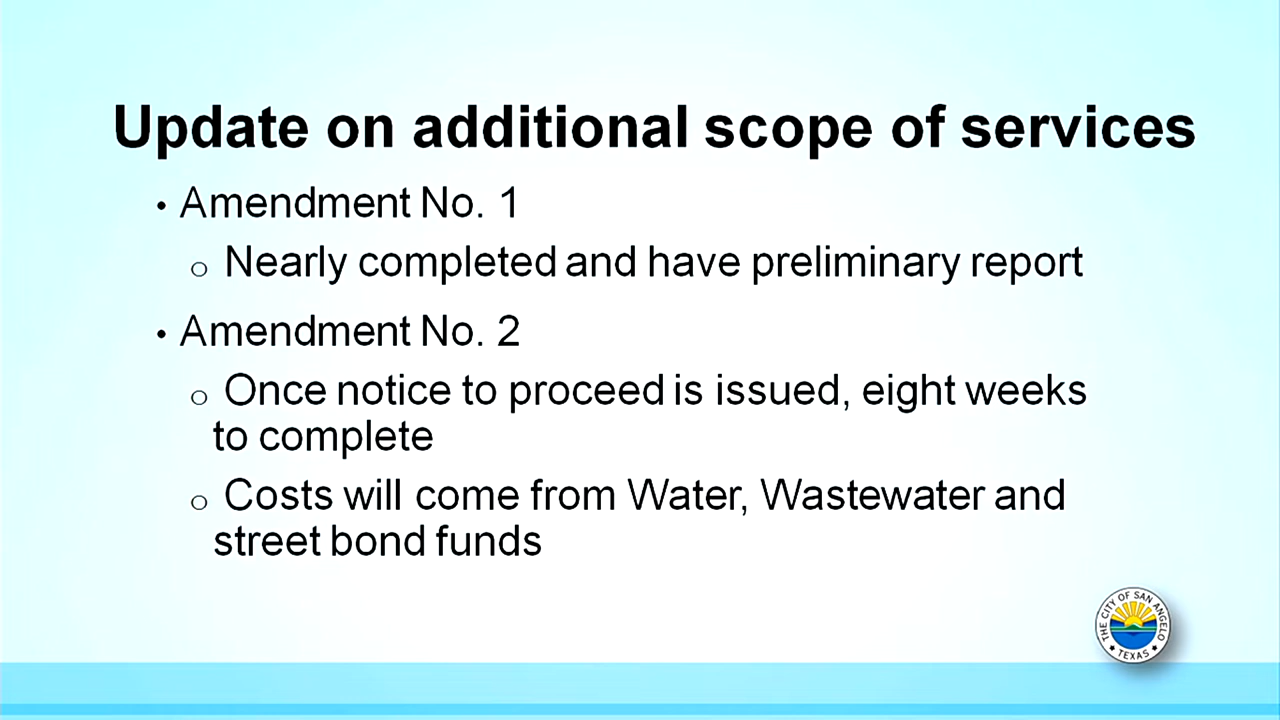 Update on additional scope of services
• Amendment No. 1
o Nearly completed and have preliminary report
• Amendment No. 2
o Once notice to proceed is issued, eight weeks
to complete
o Costs will come from Water, Wastewater and
street bond funds
THE CITY OF SAN ANGELO
TEXAS